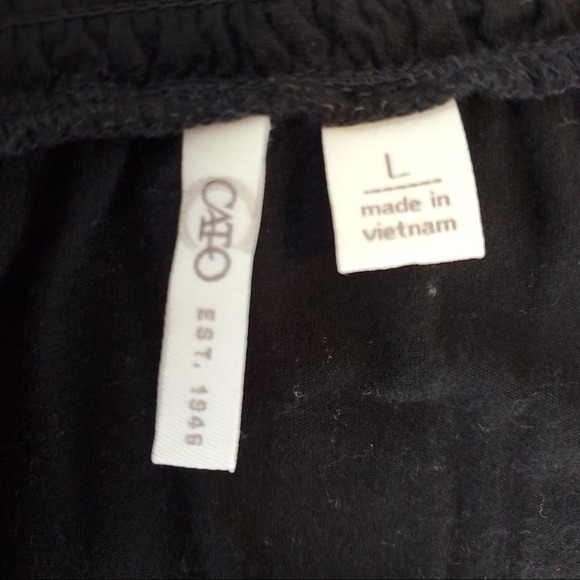 CATO
EST. 1946
L
made in
vietnam